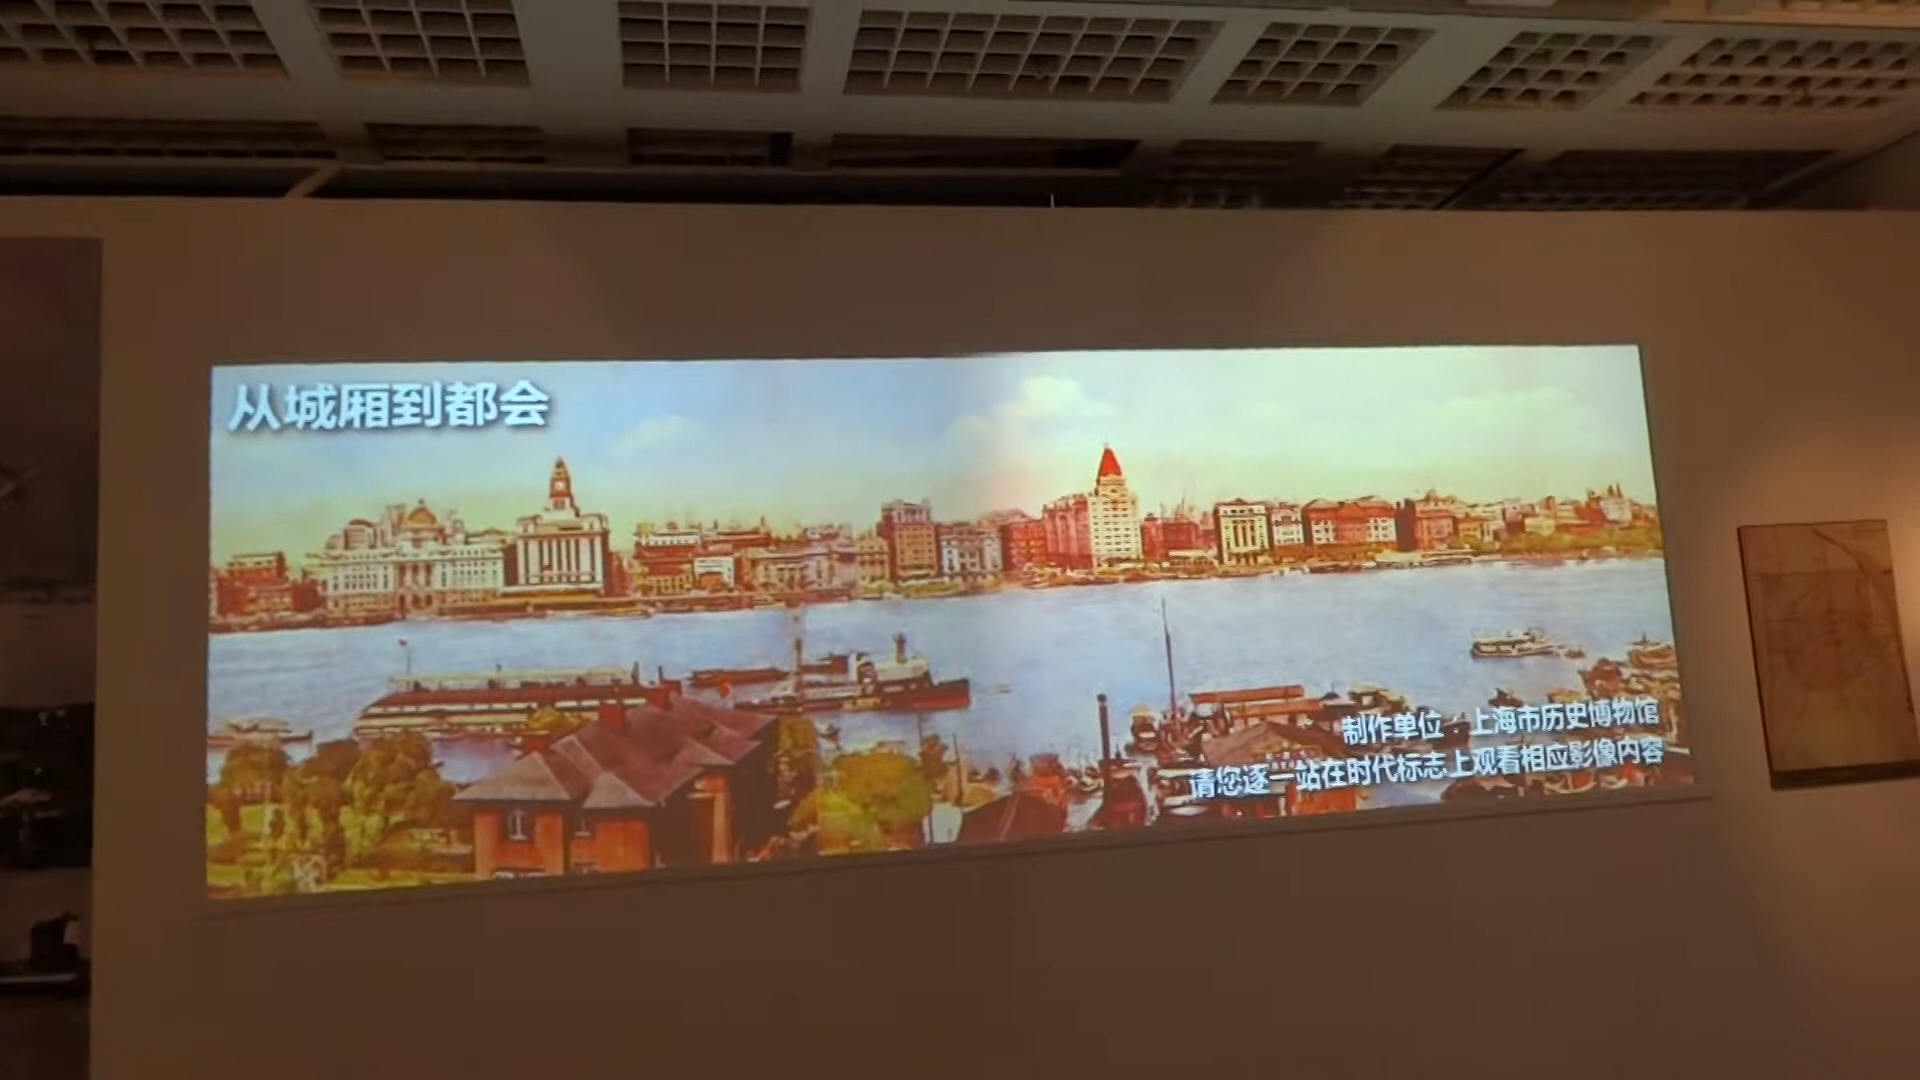 从城厢到都会
制作单位：上海市历史博物馆
请您逐一站在时代标志上观看相应影像内容